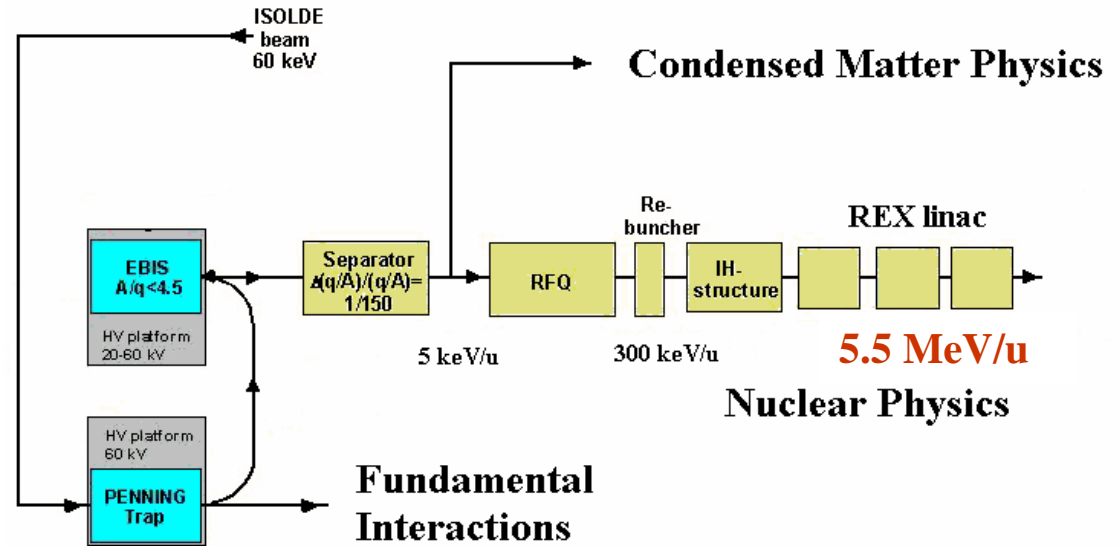 ISOLDE
beam
60 keV
Condensed Matter Physics
EBIS
A/q<4.5
HV platform
20-60 kV
Separator
Δ(q/A)/(q/A)=
1/150
RFQ
Re-
buncher
IH-
structure
REX linac
5 keV/u
300 keV/u
5.5 MeV/u
Nuclear Physics
HV platform
60 kV
PENNING
Trap
Fundamental
Interactions